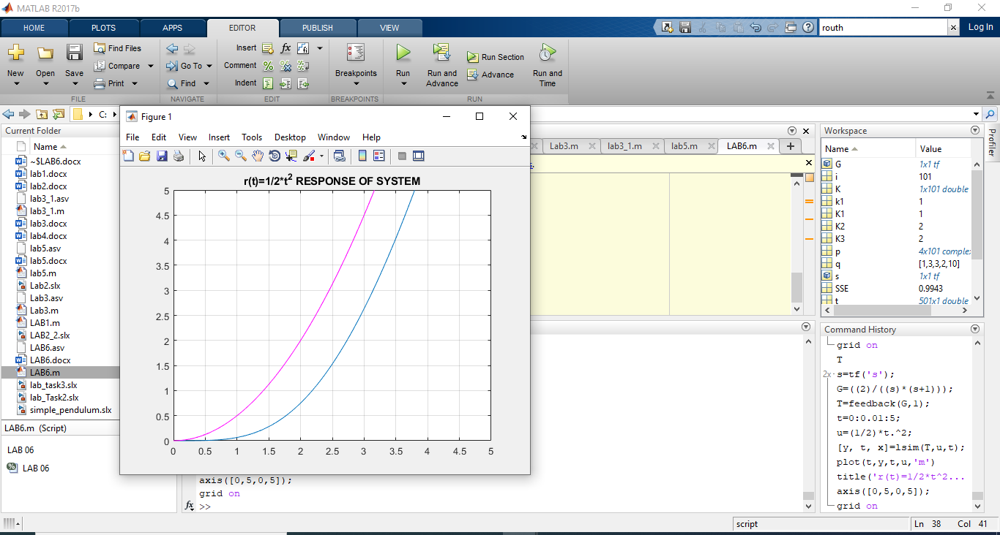 MATLAB R2017b
HOME PLOTS APPS EDITOR PUBLISH VIEW
routh
Log In
New Open Save
Find Files
Compare
Print
FILE
Go To
Find
NAVIGATE
Insert fx
Comment
Indent
EDIT
Breakpoints
BREAKPOINTS
Run
Run and Advance
Run Section
Advance
Run and Time
RUN
C:
Current Folder
Name
~$LAB6.docx
lab1.docx
lab2.docx
lab3_1.asv
lab3_1.m
lab3.docx
lab4.docx
lab5.asv
lab5.docx
lab5.m
Lab2.slx
Lab3.asv
Lab3.m
LAB1.m
LAB2_2.slx
LAB6.asv
LAB6.docx
LAB6.m
lab_task3.slx
lab_Task2.slx
simple_pendulum.slx
LAB6.m (Script)
LAB 06
LAB 06
Figure 1
File Edit View Insert Tools Desktop Window Help
r(t)=1/2*t2 RESPONSE OF SYSTEM
5
4.5
4
3.5
3
2.5
2
1.5
1
0.5
0
0 0.5 1 1.5 2 2.5 3 3.5 4 4.5 5
Lab3.m lab3_1.m lab5.m LAB6.m
axis([0,5,0,5]);
grid on
fx >>
Workspace
Name Value
G 1x1 tf
i 101
K 1x101 double
k1 1
K1 1
K2 2
K3 2
p 4x101 complex
q [1,3,3,2,10]
s 1x1 tf
SSE 0.9943
t 501x1 double
Profiler
Command History
grid on
T
2x s=tf('s');
G=((2)/((s)*(s+1)));
T=feedback(G,1);
t=0:0.01:5;
u=(1/2)*t.^2;
[y, t, x]=lsim(T,u,t);
plot(t,y,t,u,'m')
title('r(t)=1/2*t^2...
axis([0,5,0,5]);
grid on
script
Ln 38 Col 41